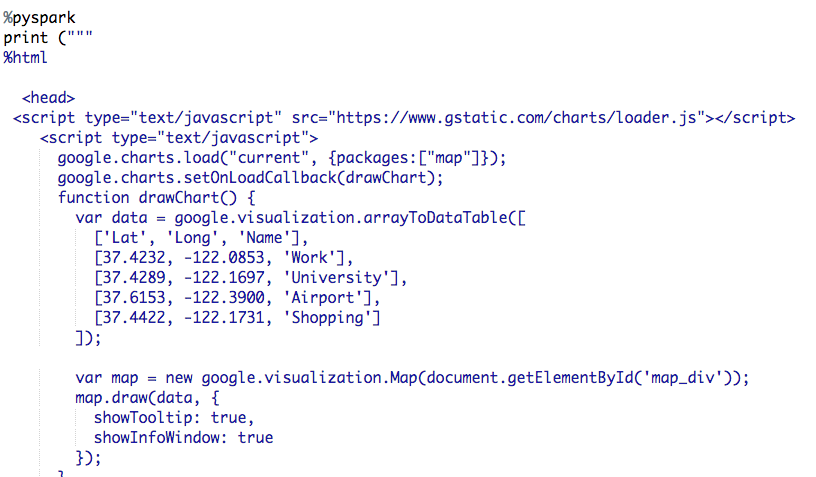 %pyspark
print ("""
%html
<head>
<script type="text/javascript" src="https://www.gstatic.com/charts/loader.js"></script>
<script type="text/javascript">
google.charts.load("current", {packages:["map"]});
google.charts.setOnLoadCallback(drawChart);
function drawChart() {
var data = google.visualization.arrayToDataTable([
['Lat', 'Long', 'Name'],
[37.4232, -122.0853, 'Work'],
[37.4289, -122.1697, 'University'],
[37.6153, -122.3900, 'Airport'],
[37.4422, -122.1731, 'Shopping']
]);
var map = new google.visualization.Map(document.getElementById('map_div'));
map.draw(data, {
showTooltip: true,
showInfoWindow: true
});
}